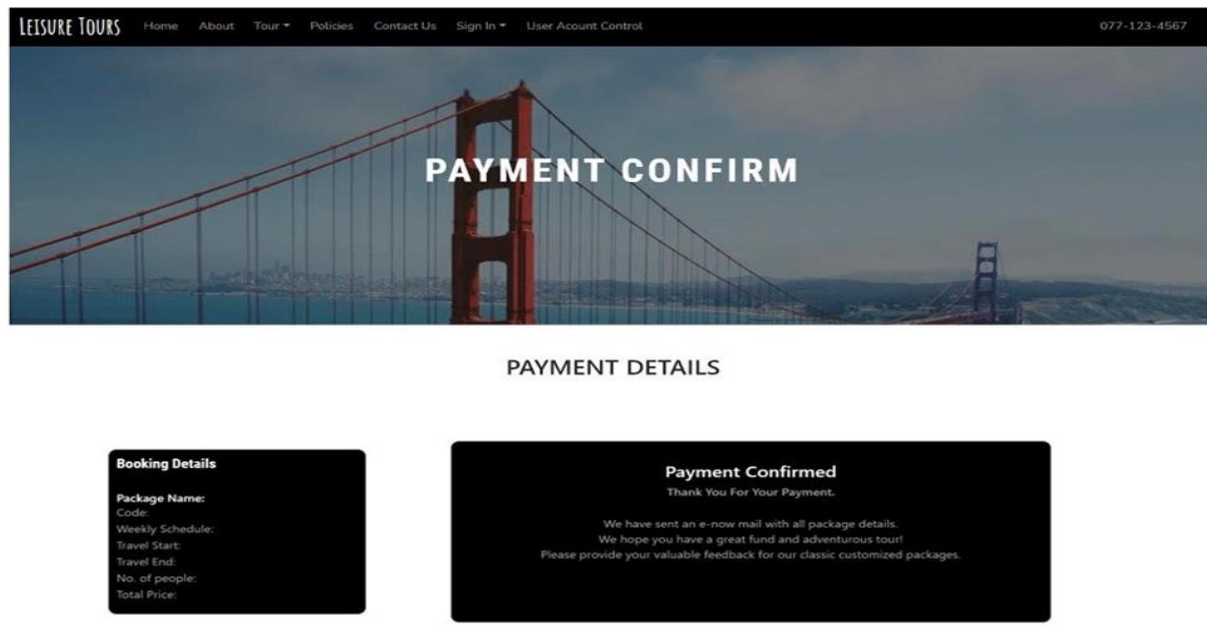 LEISURE TOURS Home About Tour Policies Contact Us Sign In User Acount Control 077-123-4567
PAYMENT CONFIRM
PAYMENT DETAILS
Booking Details
Package Name:
Code:
Weekly Schedule:
Travel Start:
Travel End:
No. of people:
Total Price:
Payment Confirmed
Thank You For Your Payment.
We have sent an e-now mail with all package details.
We hope you have a great fund and adventurous tour!
Please provide your valuable feedback for our classic customized packages.